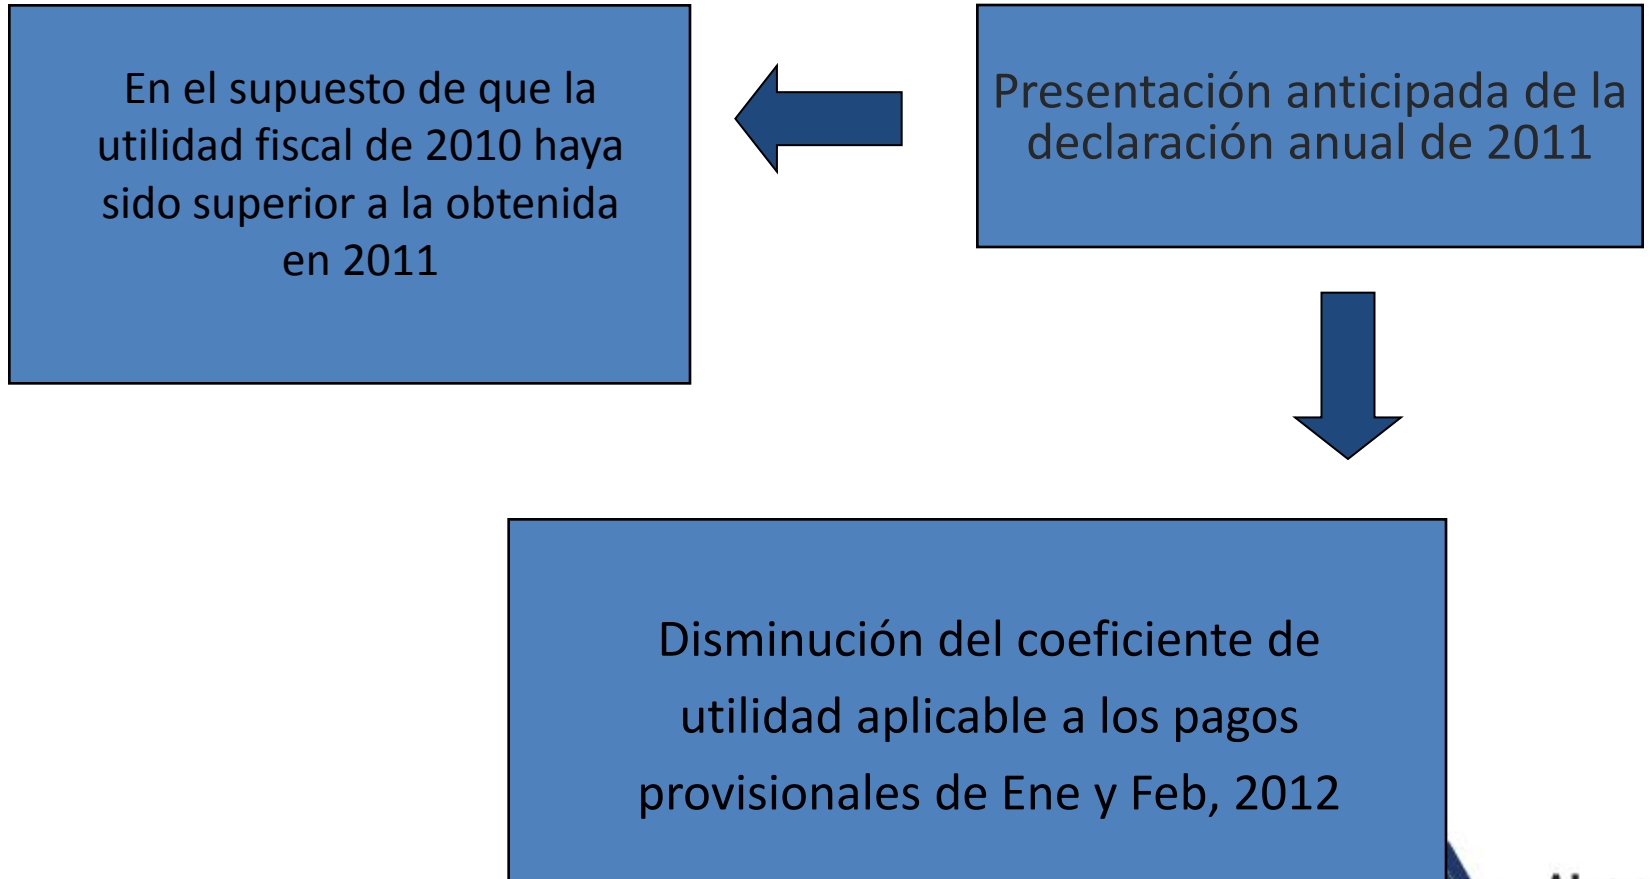 En el supuesto de que la
utilidad fiscal de 2010 haya
sido superior a la obtenida
en 2011
Presentación anticipada de la
declaración anual de 2011
Disminución del coeficiente de
utilidad aplicable a los pagos
provisionales de Ene y Feb, 2012